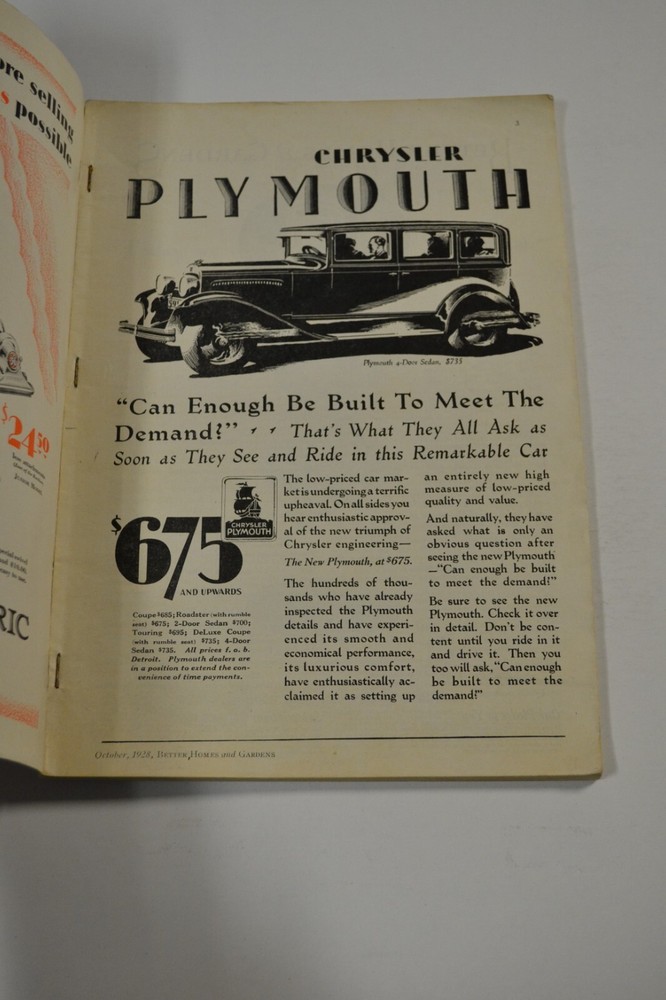 ore selling
s possible
$24.50
RIC
CHRYSLER
PLYMOUTH
Plymouth 4-Door Sedan, $735
"Can Enough Be Built To Meet The
Demand?" That's What They All Ask as
Soon as They See and Ride in this Remarkable Car
$675
AND UPWARDS
CHRYSLER
PLYMOUTH
Coupe $685; Roadster (with rumble
seat) $675; 2-Door Sedan $700;
Touring $695; DeLuxe Coupe
(with rumble seat) $735; 4-Door
Sedan $735. All prices f. o. b.
Detroit. Plymouth dealers are
in a position to extend the con-
venience of time payments.
The low-priced car mar-
ket is undergoing a terrific
upheaval. On all sides you
hear enthusiastic approv-
al of the new triumph of
Chrysler engineering—
The New Plymouth, at $675.
The hundreds of thou-
sands who have already
inspected the Plymouth
details and have experi-
enced its smooth and
economical performance,
its luxurious comfort,
have enthusiastically ac-
claimed it as setting up
an entirely new high
measure of low-priced
quality and value.
And naturally, they have
asked what is only an
obvious question after
seeing the new Plymouth
—"Can enough be built
to meet the demand?"
Be sure to see the new
Plymouth. Check it over
in detail. Don't be con-
tent until you ride in it
and drive it. Then you
too will ask, "Can enough
be built to meet the
demand?"
October, 1928, BETTER HOMES and GARDENS